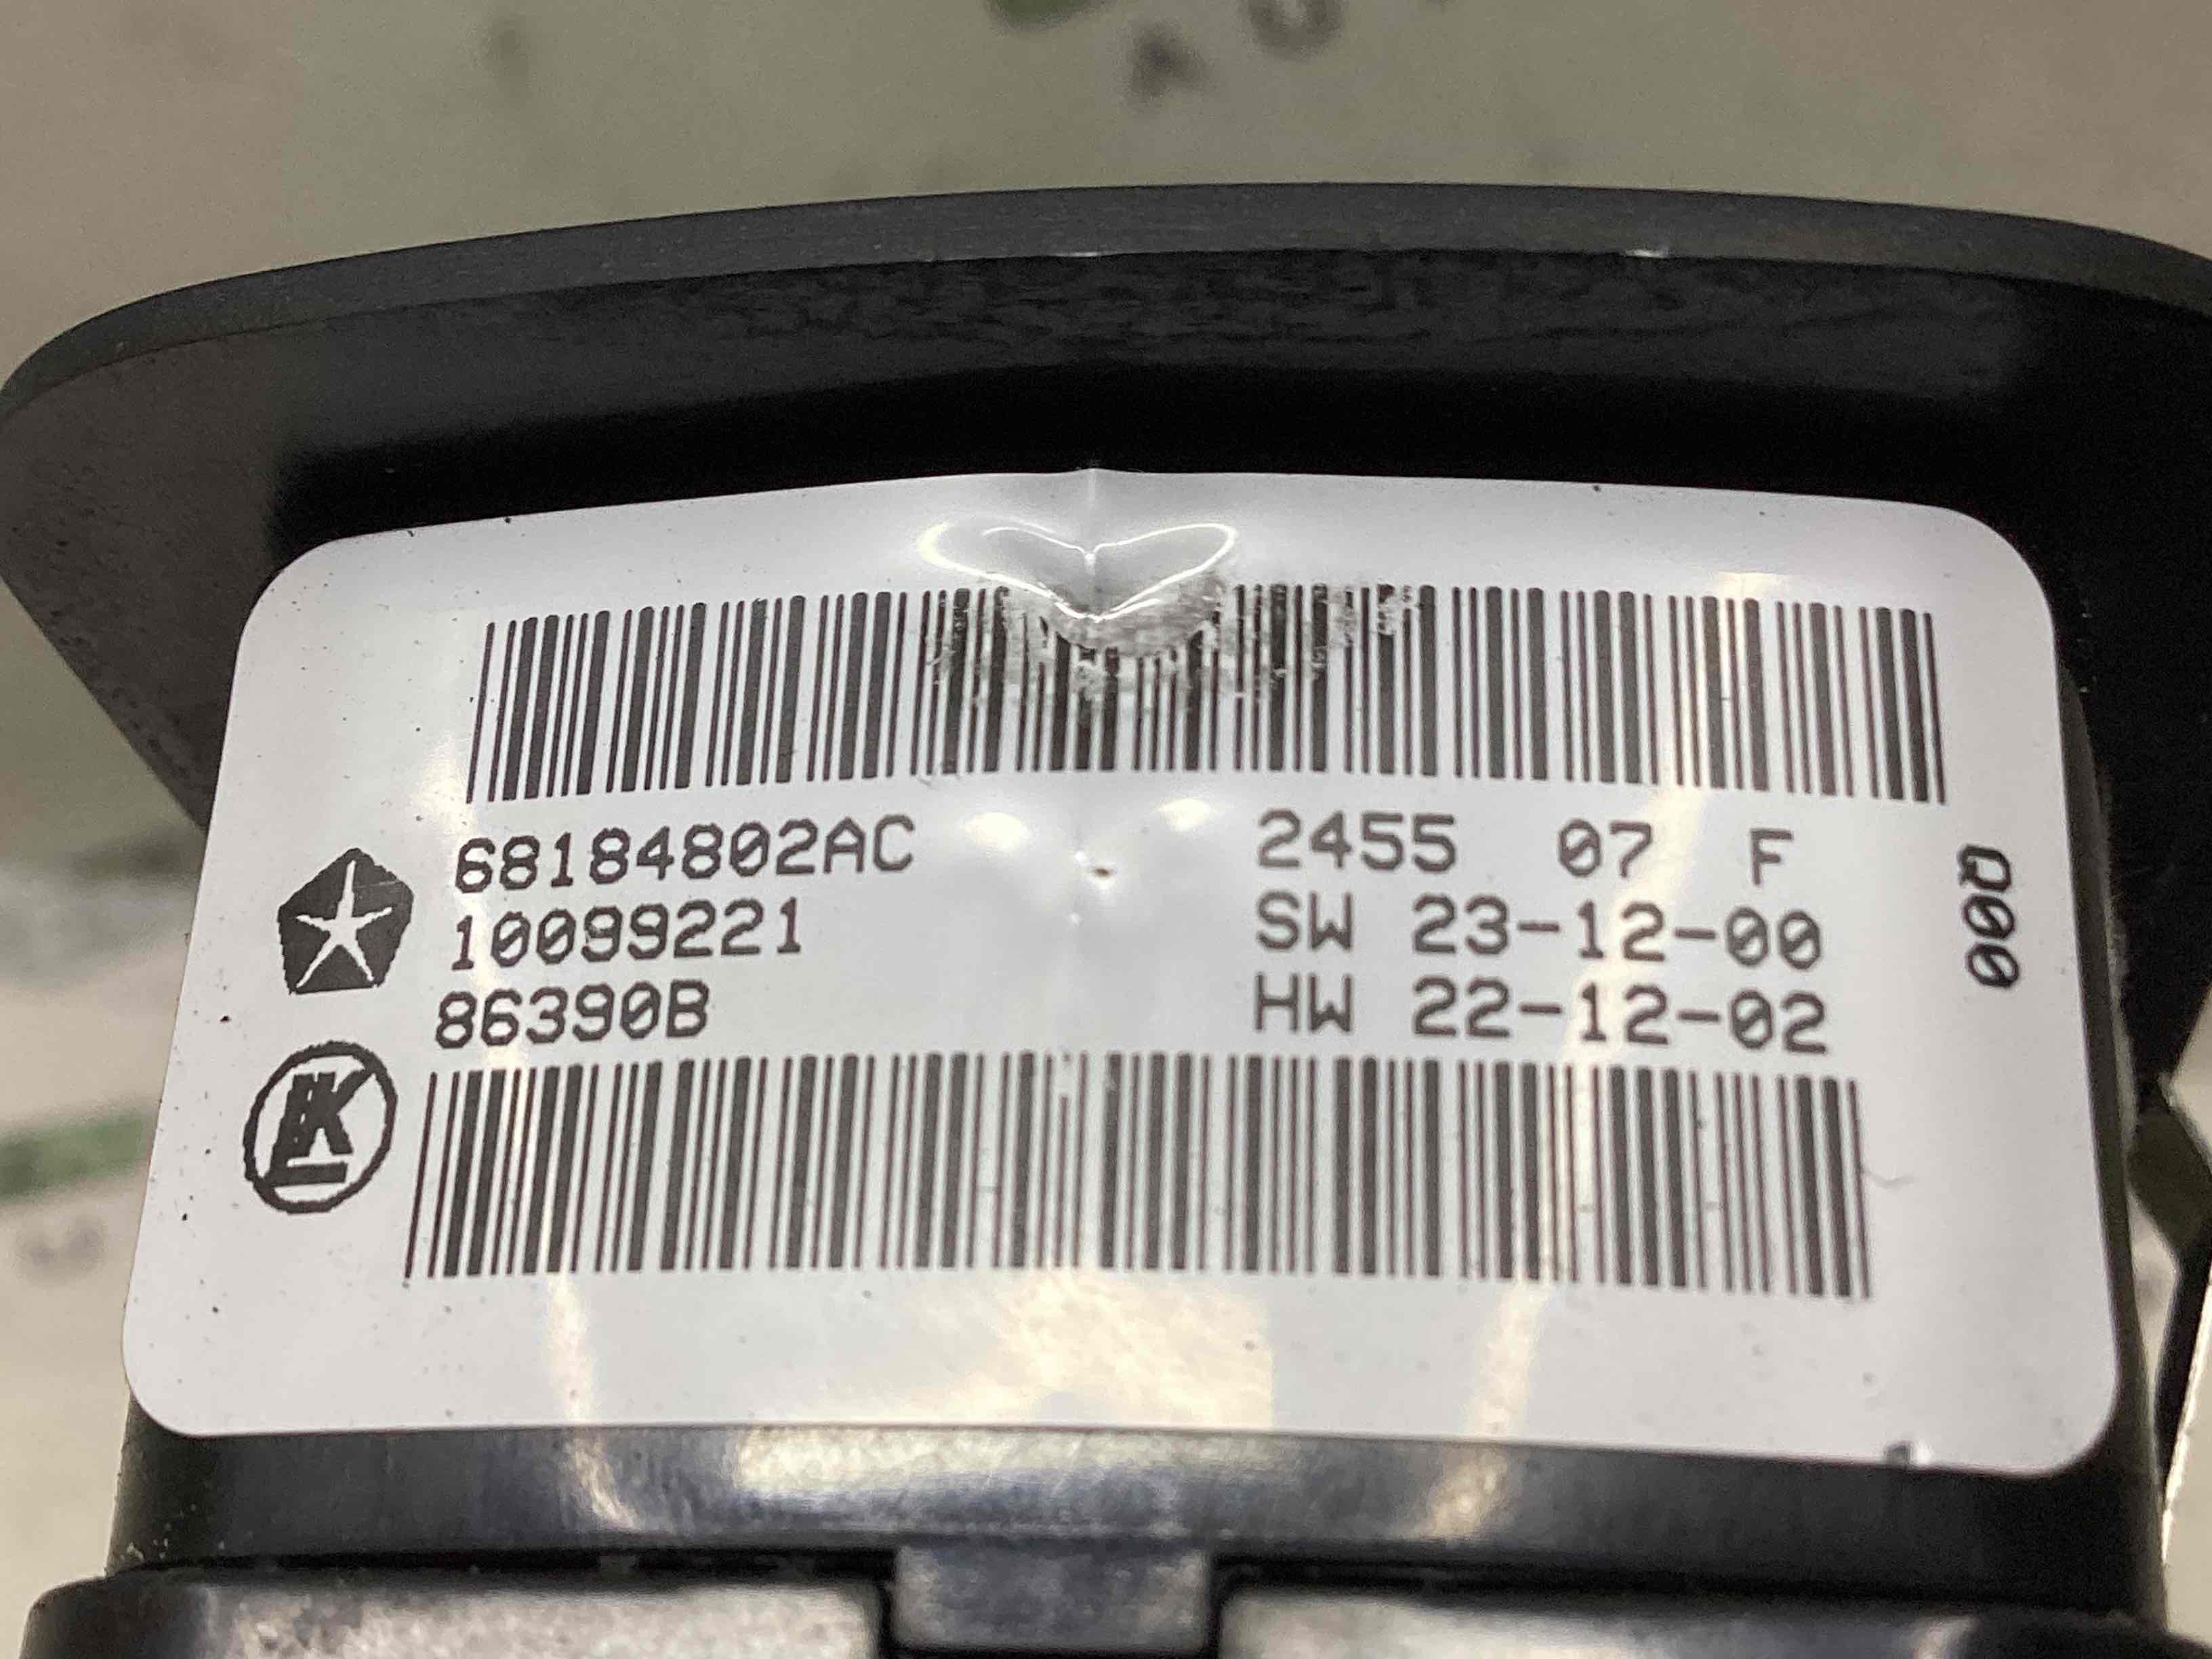 A U
68184802AC 2455 07 F
10099221 SW 23-12-00
86390B HW 22-12-02
000
K